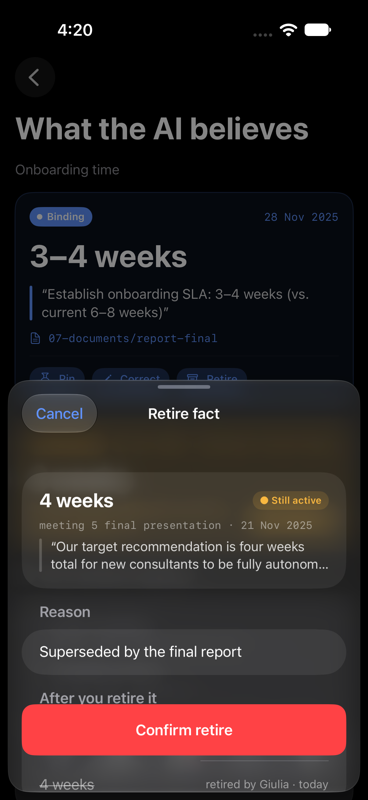 4:20
What the AI believes
Onboarding time
Binding
28 Nov 2025
3–4 weeks
“Establish onboarding SLA: 3–4 weeks (vs.
current 6–8 weeks)”
07-documents/report-final
Pin
Correct
Retire
Cancel
Retire fact
4 weeks
Still active
meeting 5 final presentation · 21 Nov 2025
“Our target recommendation is four weeks
total for new consultants to be fully autonom...
Reason
Superseded by the final report
After you retire it
Confirm retire
4 weeks
retired by Giulia · today